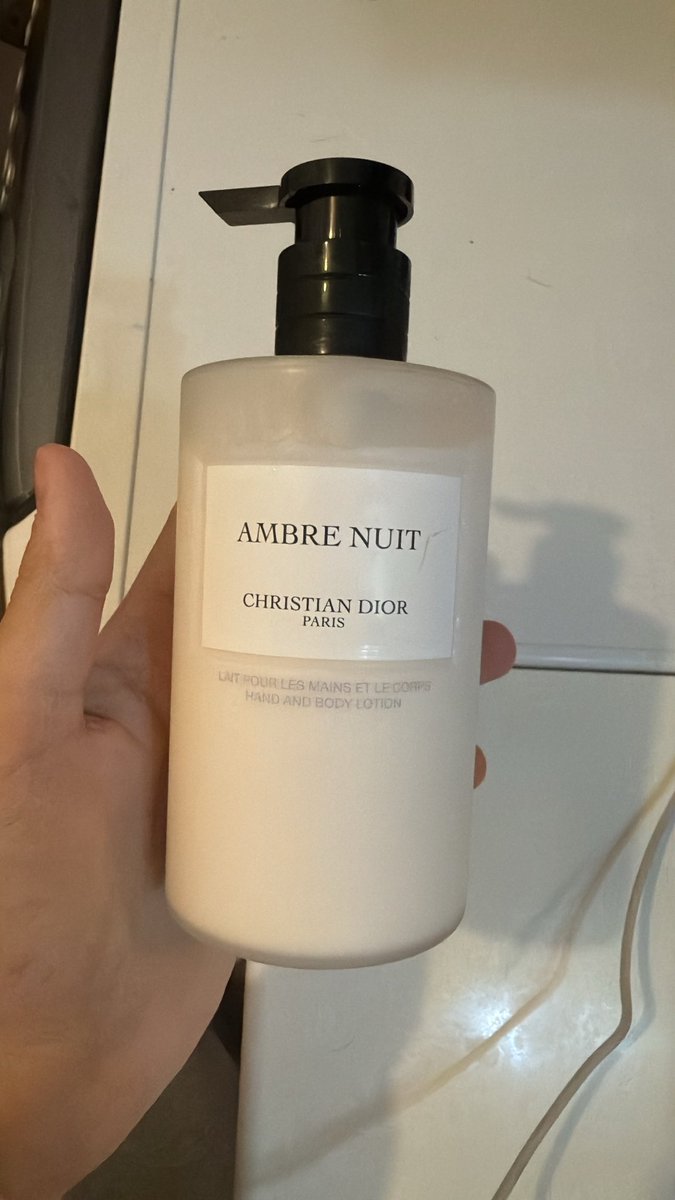 AMBRE NUIT
CHRISTIAN DIOR
PARIS
LAIT POUR LES MAINS ET LE CORPS
HAND AND BODY LOTION